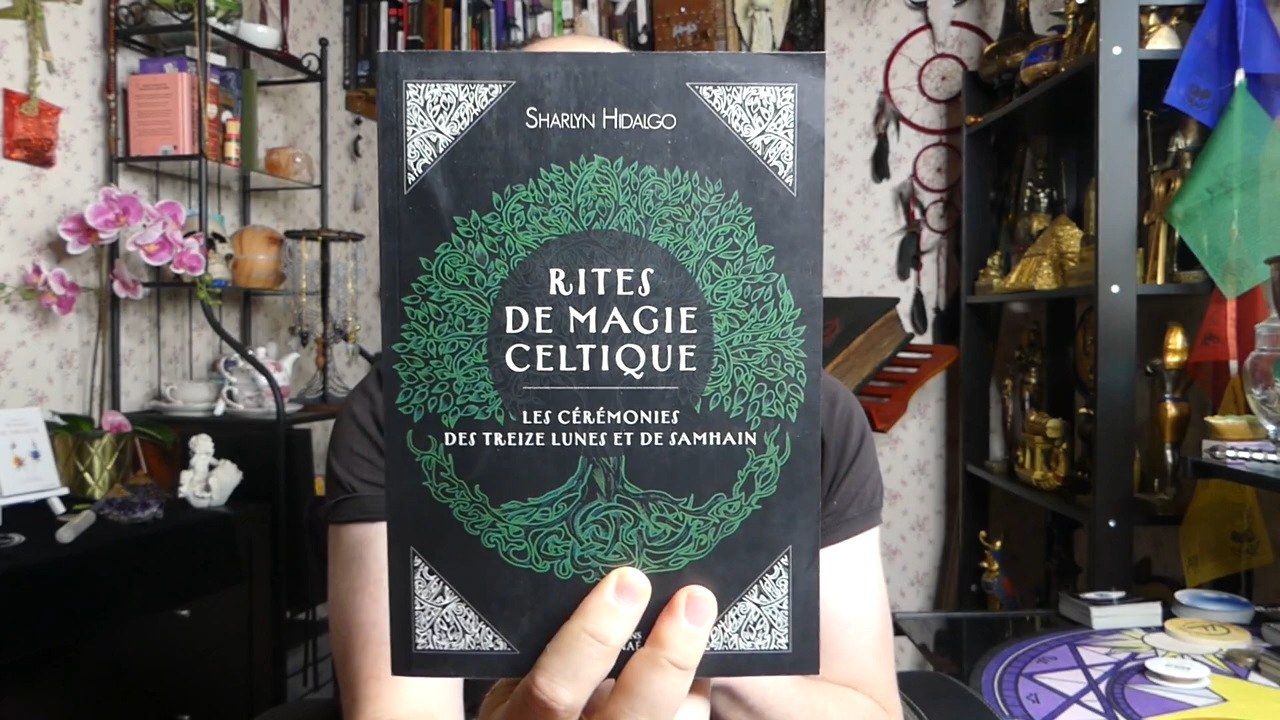 SHARLYN HIDALGO
RITES
DE MAGIE
CELTIQUE
LES CÉRÉMONIES
DES TREIZE LUNES ET DE SAMHAIN